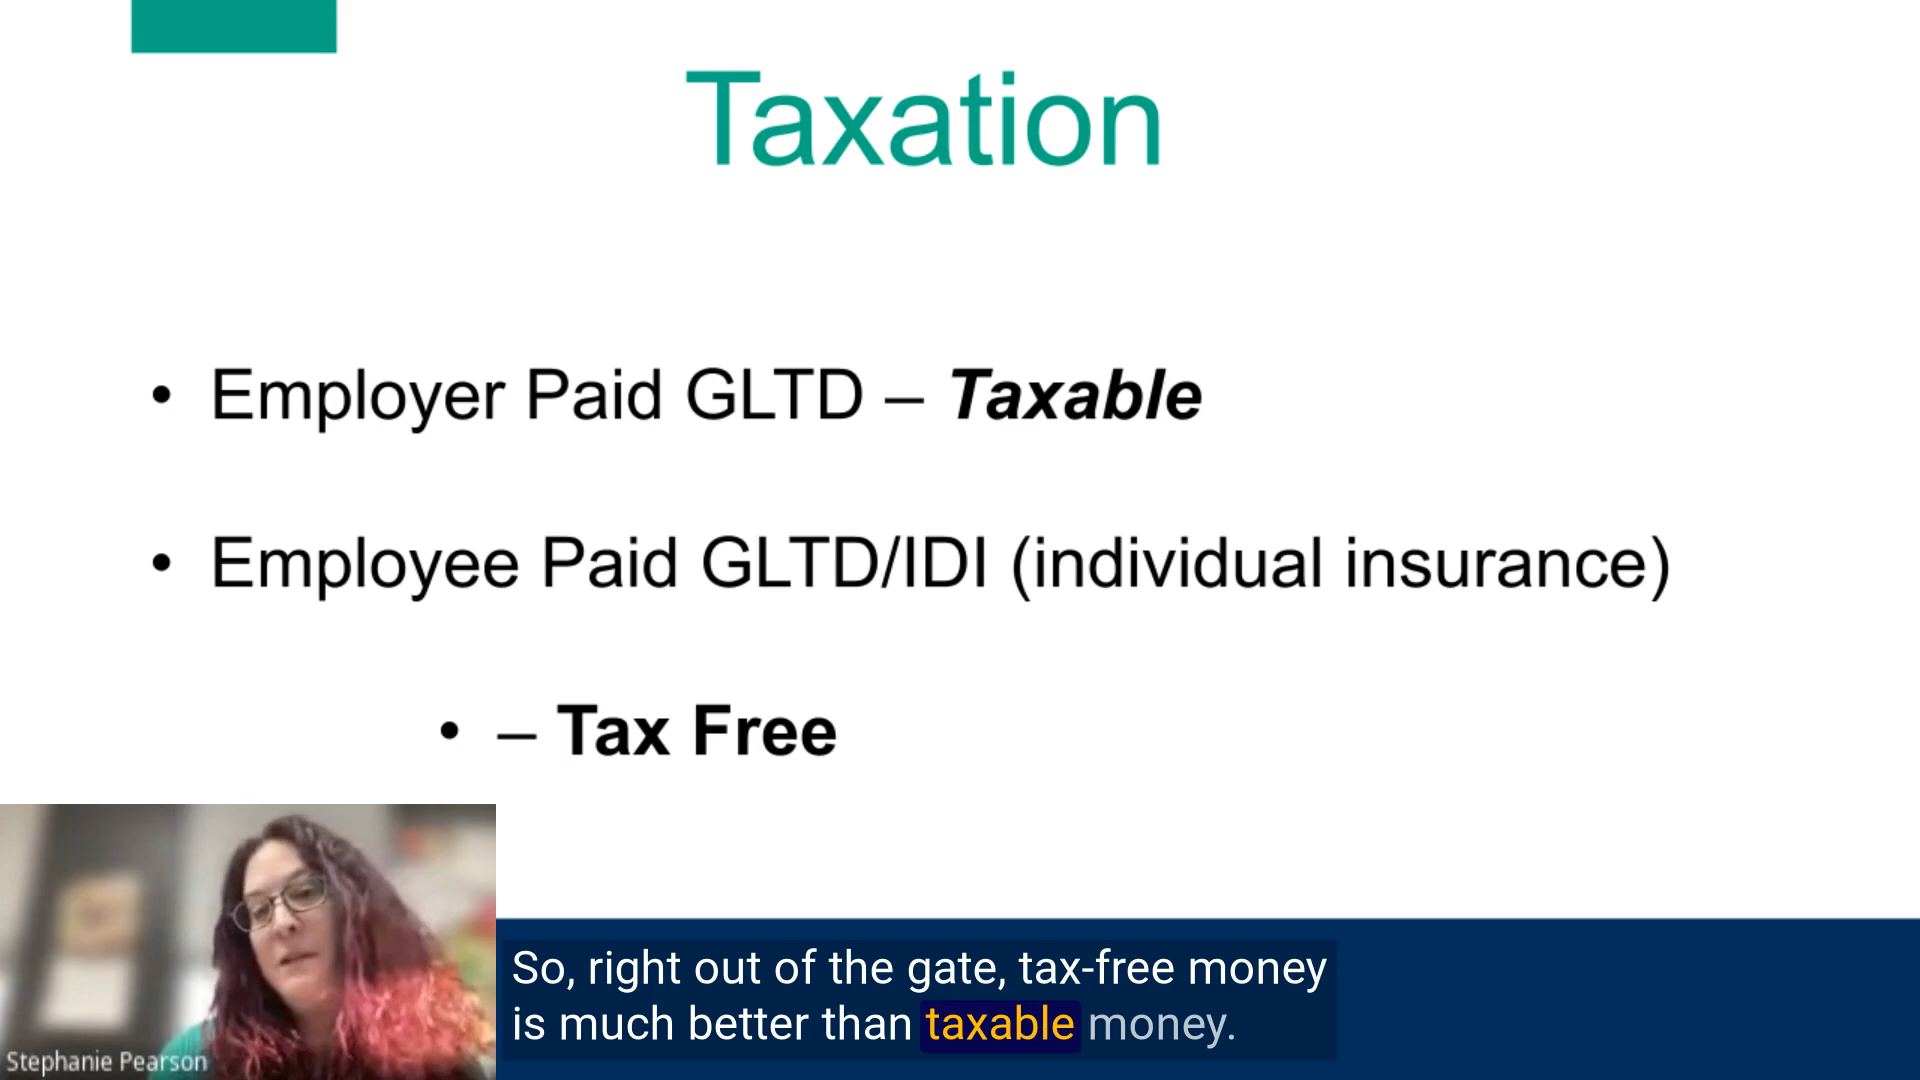 Taxation
• Employer Paid GLTD – Taxable
• Employee Paid GLTD/IDI (individual insurance)
• – Tax Free
Stephanie Pearson
So, right out of the gate, tax-free money
is much better than taxable money.